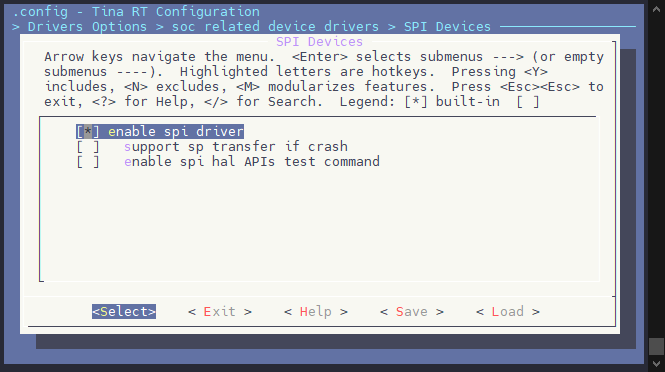 .config - Tina RT Configuration
> Drivers Options > soc related device drivers > SPI Devices
SPI Devices
Arrow keys navigate the menu.  <Enter> selects submenus ---> (or empty
submenus ----).  Highlighted letters are hotkeys.  Pressing <Y>
includes, <N> excludes, <M> modularizes features.  Press <Esc><Esc> to
exit, <?> for Help, </> for Search.  Legend: [*] built-in  [ ]
[*] enable spi driver
[ ]   support sp transfer if crash
[ ]   enable spi hal APIs test command
<Select>    < Exit >    < Help >    < Save >    < Load >